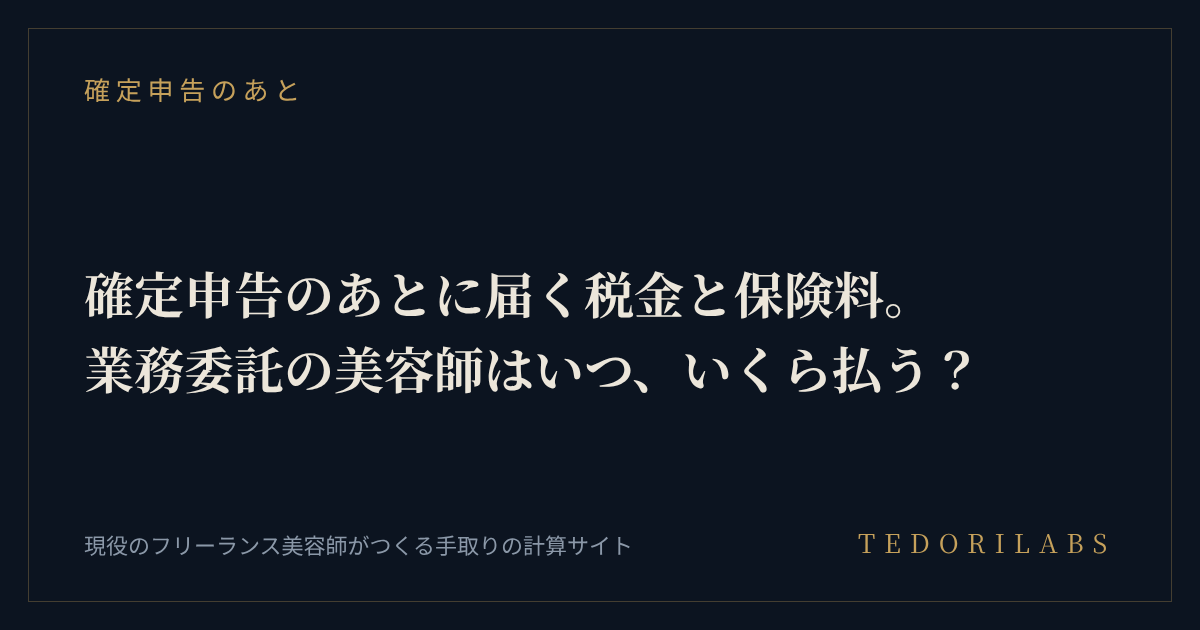 確定申告のあと
確定申告のあとに届く税金と保険料。
業務委託の美容師はいつ、いくら払う？
現役のフリーランス美容師がつくる手取りの計算サイト
TEDORILABS